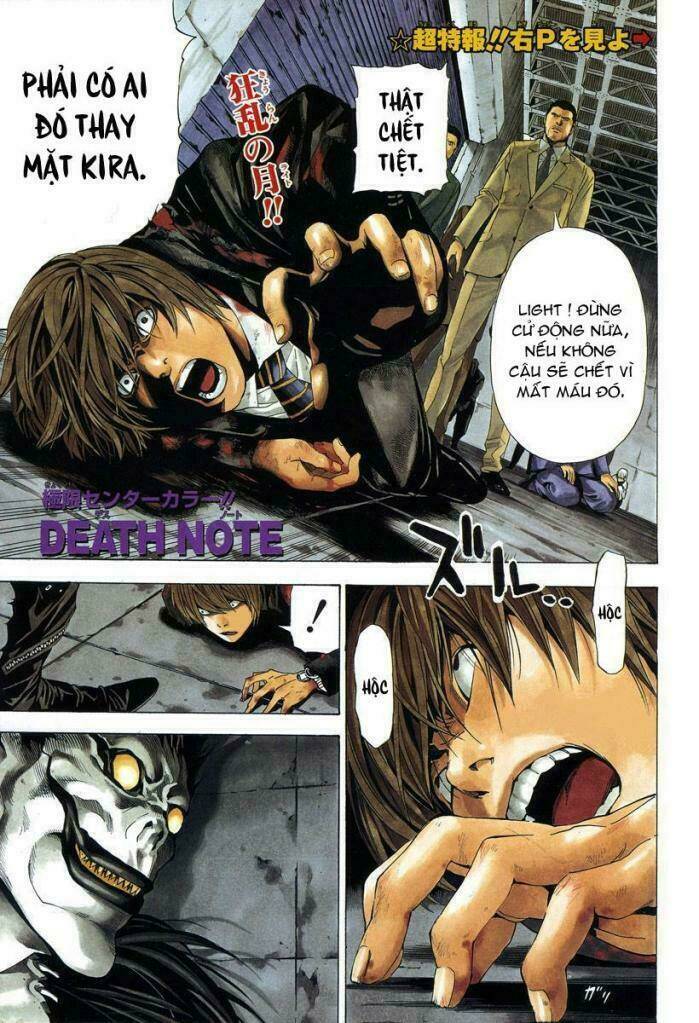 ☆超特報!!右Pを見よ→
THẬT
CHẾT
TIỆT.
狂乱の月!!
PHẢI CÓ AI
ĐÓ THAY
MẶT KIRA.
LIGHT ! ĐỪNG
CỬ ĐỘNG NỮA,
NẾU KHÔNG
CẬU SẼ CHẾT VÌ
MẤT MÁU ĐÓ.
極限センターカラー!!
DEATH NOTE
ズル..
HỘC
HỘC
ガリ
!